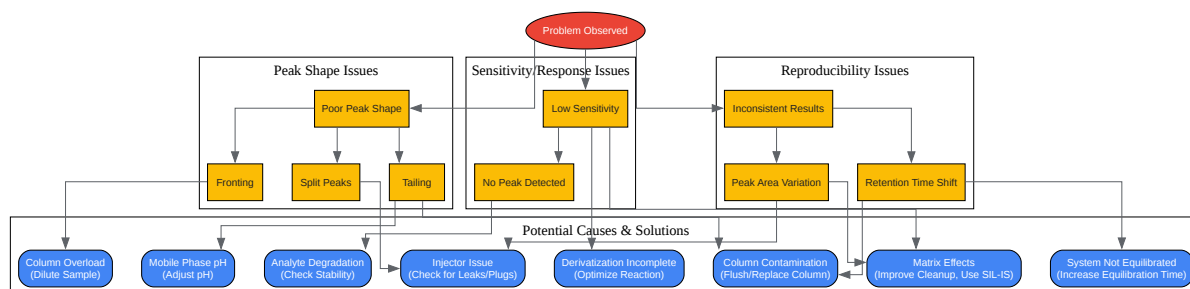 Problem Observed
Peak Shape Issues
Sensitivity/Response Issues
Reproducibility Issues
Poor Peak Shape
Low Sensitivity
Inconsistent Results
Fronting
Split Peaks
Tailing
No Peak Detected
Peak Area Variation
Retention Time Shift
Potential Causes & Solutions
Column Overload
(Dilute Sample)
Mobile Phase pH
(Adjust pH)
Analyte Degradation
(Check Stability)
Injector Issue
(Check for Leaks/Plugs)
Derivatization Incomplete
(Optimize Reaction)
Column Contamination
(Flush/Replace Column)
Matrix Effects
(Improve Cleanup, Use SIL-IS)
System Not Equilibrated
(Increase Equilibration Time)